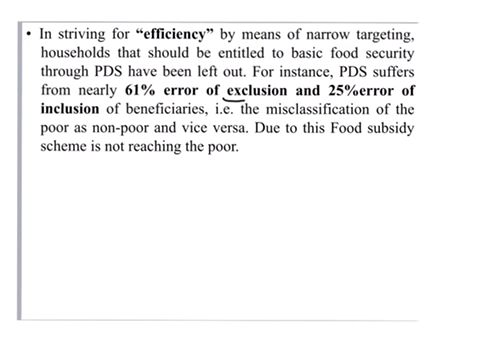 • In striving for “efficiency” by means of narrow targeting,
households that should be entitled to basic food security
through PDS have been left out. For instance, PDS suffers
from nearly 61% error of exclusion and 25%error of
inclusion of beneficiaries, i.e. the misclassification of the
poor as non-poor and vice versa. Due to this Food subsidy
scheme is not reaching the poor.